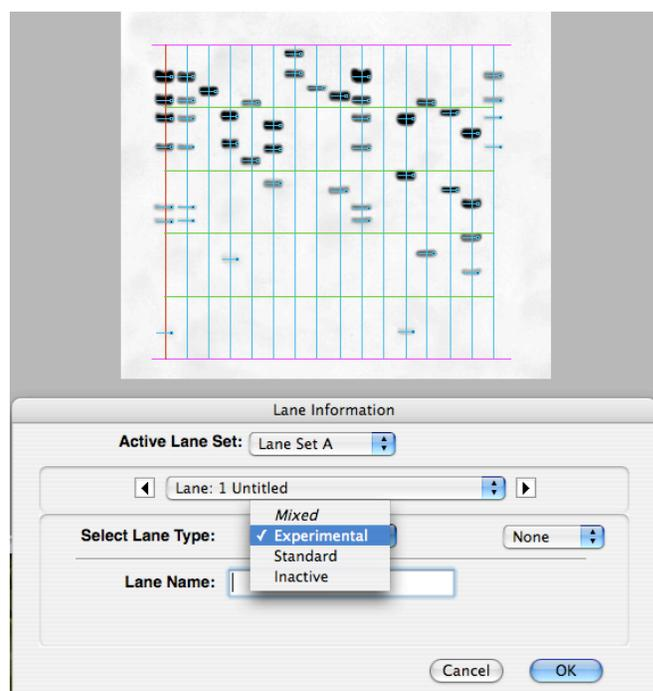 Lane Information
Active Lane Set: Lane Set A
Lane: 1 Untitled
Mixed
Select Lane Type: ✓ Experimental None
Standard
Lane Name: Inactive
Cancel OK